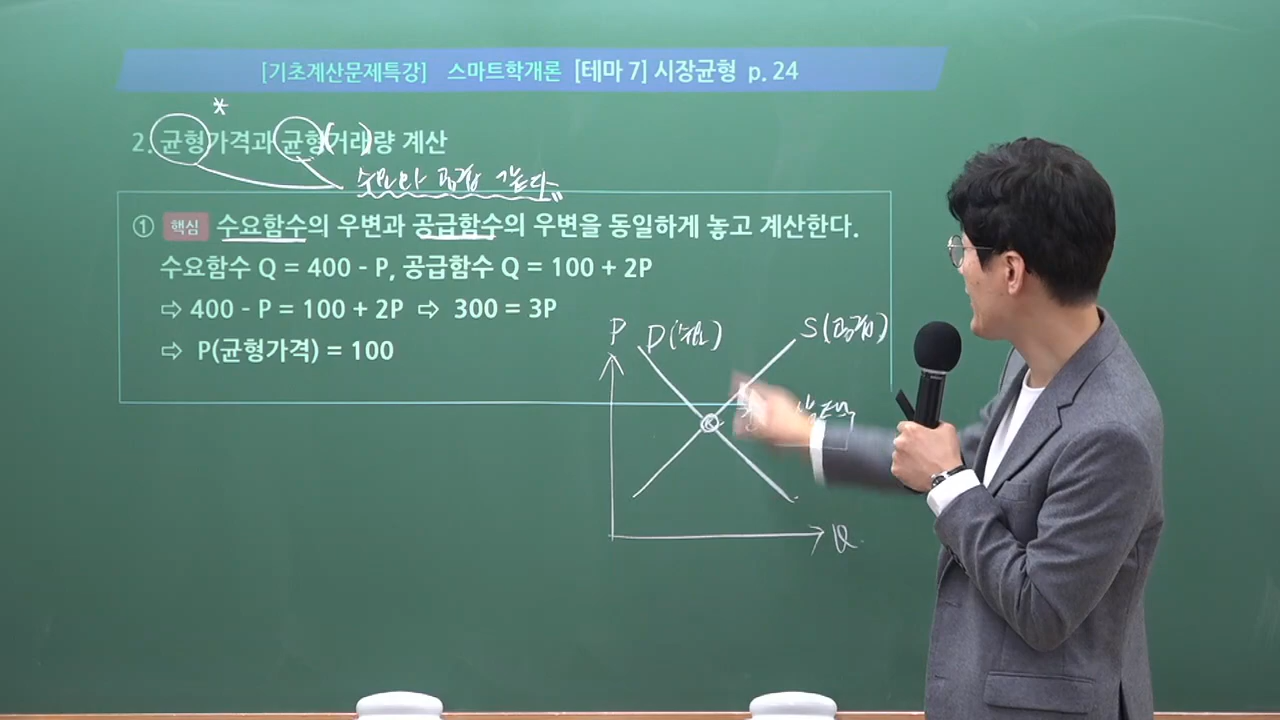 [기초계산문제특강] 스마트학개론 [테마 7] 시장균형 p. 24
*
2. 균형가격과 균형(거래)량 계산
수요와 공급 같다"
① 핵심 수요함수의 우변과 공급함수의 우변을 동일하게 놓고 계산한다.
수요함수 Q = 400 - P, 공급함수 Q = 100 + 2P
⇨ 400 - P = 100 + 2P ⇨ 300 = 3P
⇨ P(균형가격) = 100
P D(수요) S(공급)
Q